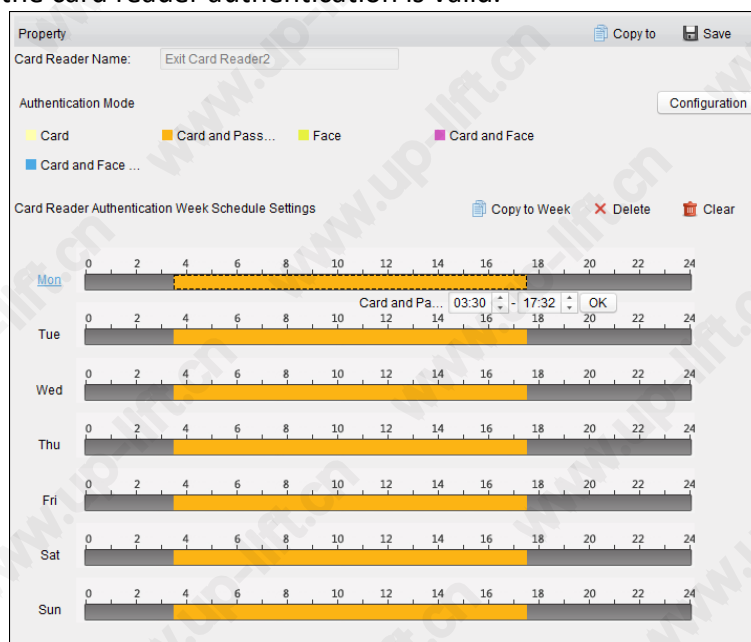 the card reader authentication is valid.
Property Copy to Save
Card Reader Name: Exit Card Reader2
Authentication Mode Configuration
Card Card and Pass... Face Card and Face
Card and Face ...
Card Reader Authentication Week Schedule Settings Copy to Week Delete Clear
0 2 4 6 8 10 12 14 16 18 20 22 24
Mon
Card and Pa... 03:30 - 17:32 OK
0 2 4 6 8 10 12 14 16 18 20 22 24
Tue
0 2 4 6 8 10 12 14 16 18 20 22 24
Wed
0 2 4 6 8 10 12 14 16 18 20 22 24
Thu
0 2 4 6 8 10 12 14 16 18 20 22 24
Fri
0 2 4 6 8 10 12 14 16 18 20 22 24
Sat
0 2 4 6 8 10 12 14 16 18 20 22 24
Sun
www.up-lift.cn